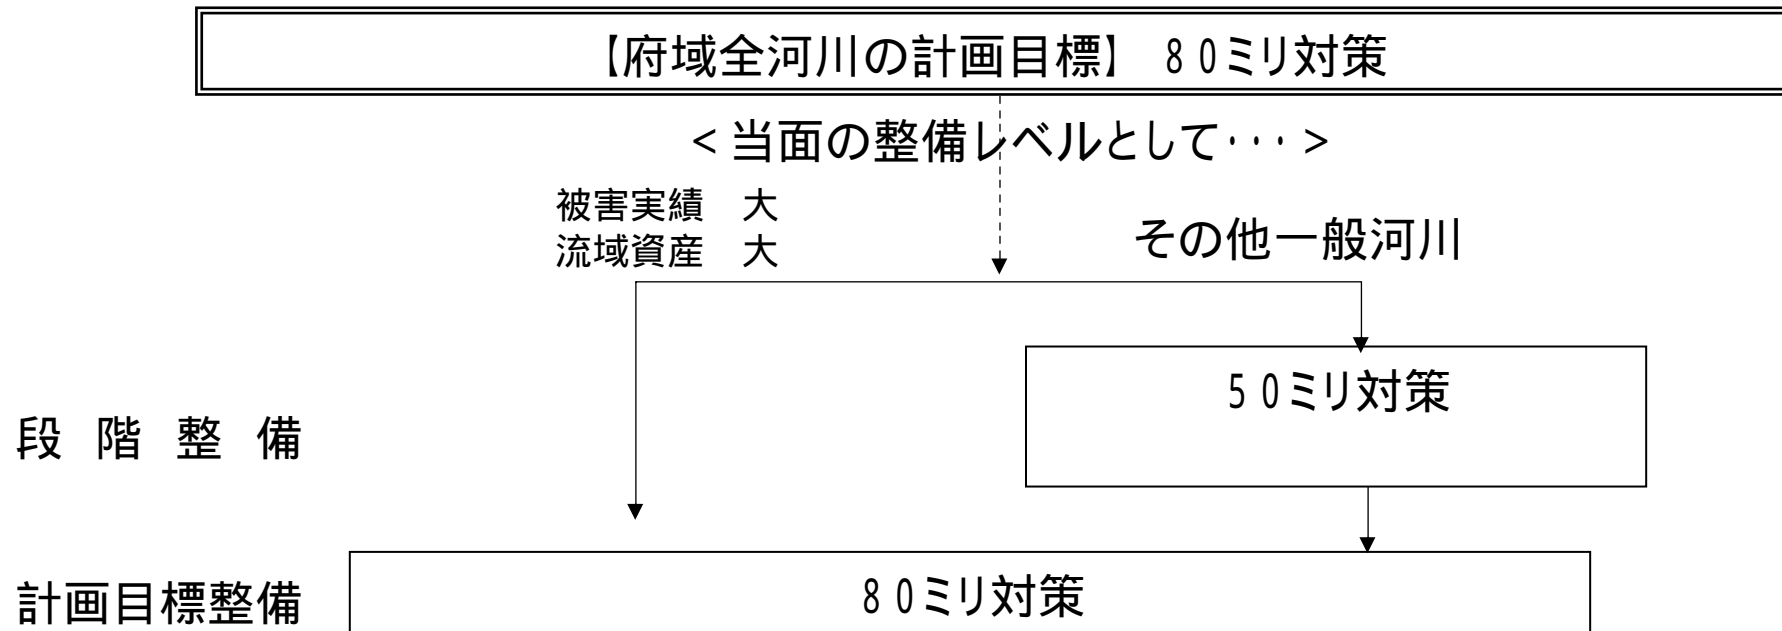 【府域全河川の計画目標】 80ミリ対策
<当面の整備レベルとして・・・>
被害実績 大
流域資産 大
その他一般河川
50ミリ対策
段階整備
計画目標整備
80ミリ対策